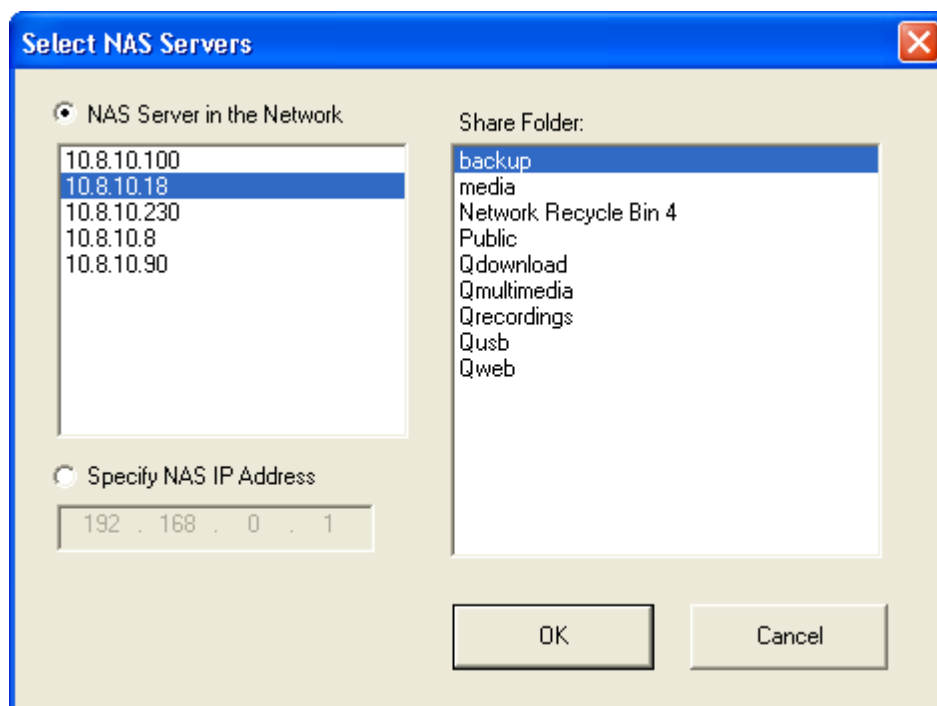 Select NAS Servers
NAS Server in the Network
10.8.10.100
10.8.10.18
10.8.10.230
10.8.10.8
10.8.10.90
Specify NAS IP Address
192 . 168 . 0 . 1
Share Folder:
backup
media
Network Recycle Bin 4
Public
Qdownload
Qmultimedia
Qrecordings
Qusb
Qweb
OK
Cancel